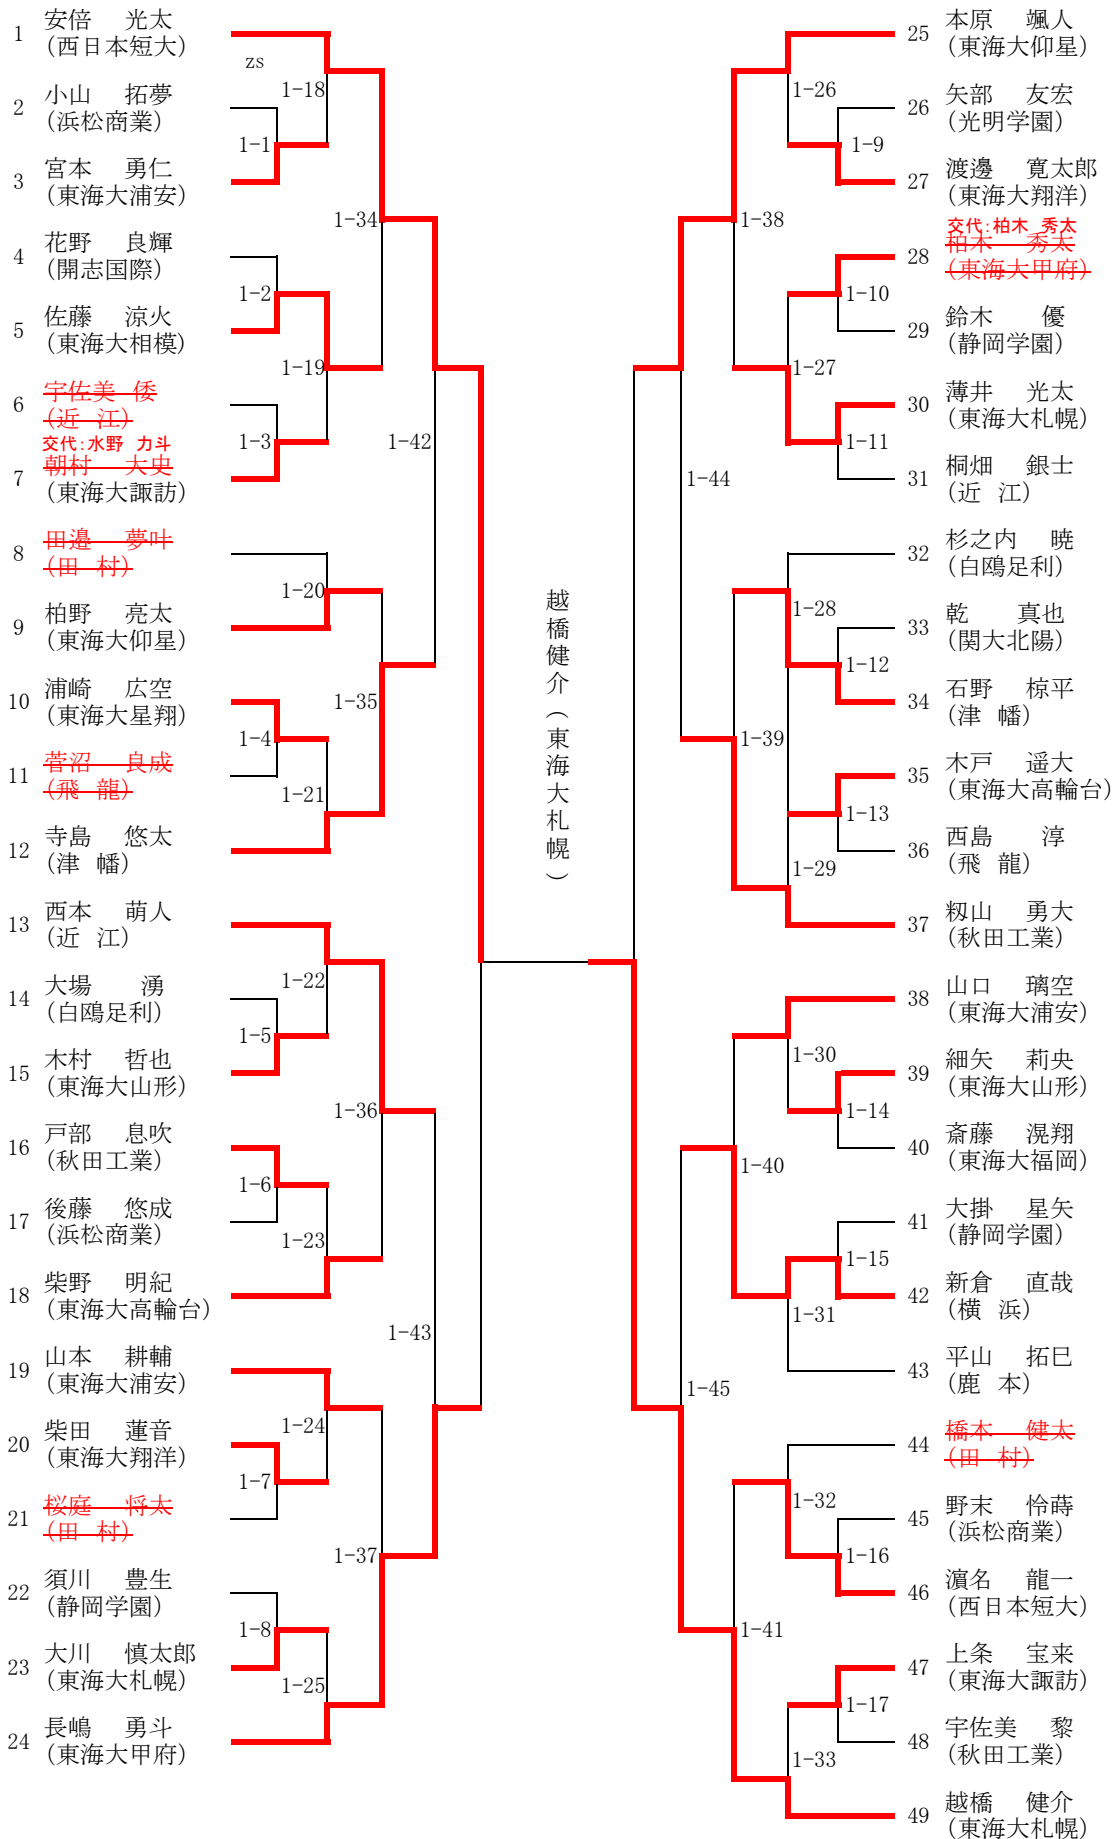 1 安倍 光太
(西日本短大)
zs
1-18
2 小山 拓夢
(浜松商業)
1-1
3 宮本 勇仁
(東海大浦安)
1-34
4 花野 良輝
(開志国際)
1-2
5 佐藤 涼火
(東海大相模)
1-19
6 宇佐美 倭
(近 江)
1-3
1-42
交代:水野 力斗
7 朝村 大史
(東海大諏訪)
8 田邉 夢叶
(田 村)
1-20
9 柏野 亮太
(東海大仰星)
10 浦崎 広空
(東海大星翔)
1-35
1-4
11 菅沼 良成
(飛 龍)
1-21
12 寺島 悠太
(津 幡)
13 西本 萌人
(近 江)
1-22
14 大場 湧
(白鴎足利)
1-5
15 木村 哲也
(東海大山形)
1-36
16 戸部 息吹
(秋田工業)
1-6
17 後藤 悠成
(浜松商業)
1-23
18 柴野 明紀
(東海大高輪台)
1-43
19 山本 耕輔
(東海大浦安)
1-24
20 柴田 蓮音
(東海大翔洋)
1-7
21 桜庭 将太
(田 村)
1-37
22 須川 豊生
(静岡学園)
1-8
23 大川 慎太郎
(東海大札幌)
1-25
24 長嶋 勇斗
(東海大甲府)
越橋健介(東海大札幌)
25 本原 颯人
(東海大仰星)
1-26
26 矢部 友宏
(光明学園)
1-9
27 渡邊 寛太郎
(東海大翔洋)
1-38
交代:柏木 秀太
28 柏木 秀太
(東海大甲府)
1-10
29 鈴木 優
(静岡学園)
1-27
30 薄井 光太
(東海大札幌)
1-11
31 桐畑 銀士
(近 江)
1-44
32 杉之内 暁
(白鴎足利)
1-28
33 乾 真也
(関大北陽)
1-12
34 石野 椋平
(津 幡)
1-39
35 木戸 遥大
(東海大高輪台)
1-13
36 西島 淳
(飛 龍)
1-29
37 籾山 勇大
(秋田工業)
38 山口 璃空
(東海大浦安)
1-30
39 細矢 莉央
(東海大山形)
1-14
40 斎藤 滉翔
(東海大福岡)
1-40
41 大掛 星矢
(静岡学園)
1-15
42 新倉 直哉
(横 浜)
1-31
43 平山 拓巳
(鹿 本)
1-45
44 橋本 健太
(田 村)
1-32
45 野末 怜蒔
(浜松商業)
1-16
46 濵名 龍一
(西日本短大)
1-41
47 上条 宝来
(東海大諏訪)
1-17
48 宇佐美 黎
(秋田工業)
1-33
49 越橋 健介
(東海大札幌)